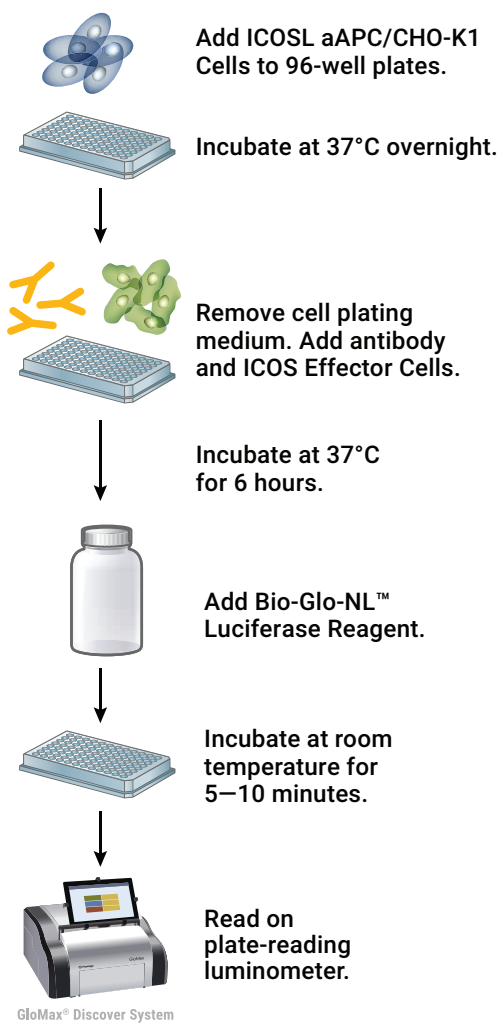 Add ICOSL aAPC/CHO-K1
Cells to 96-well plates.
Incubate at 37°C overnight.
Remove cell plating
medium. Add antibody
and ICOS Effector Cells.
Incubate at 37°C
for 6 hours.
Add Bio-Glo-NL™
Luciferase Reagent.
Incubate at room
temperature for
5—10 minutes.
Read on
plate-reading
luminometer.
GloMax® Discover System